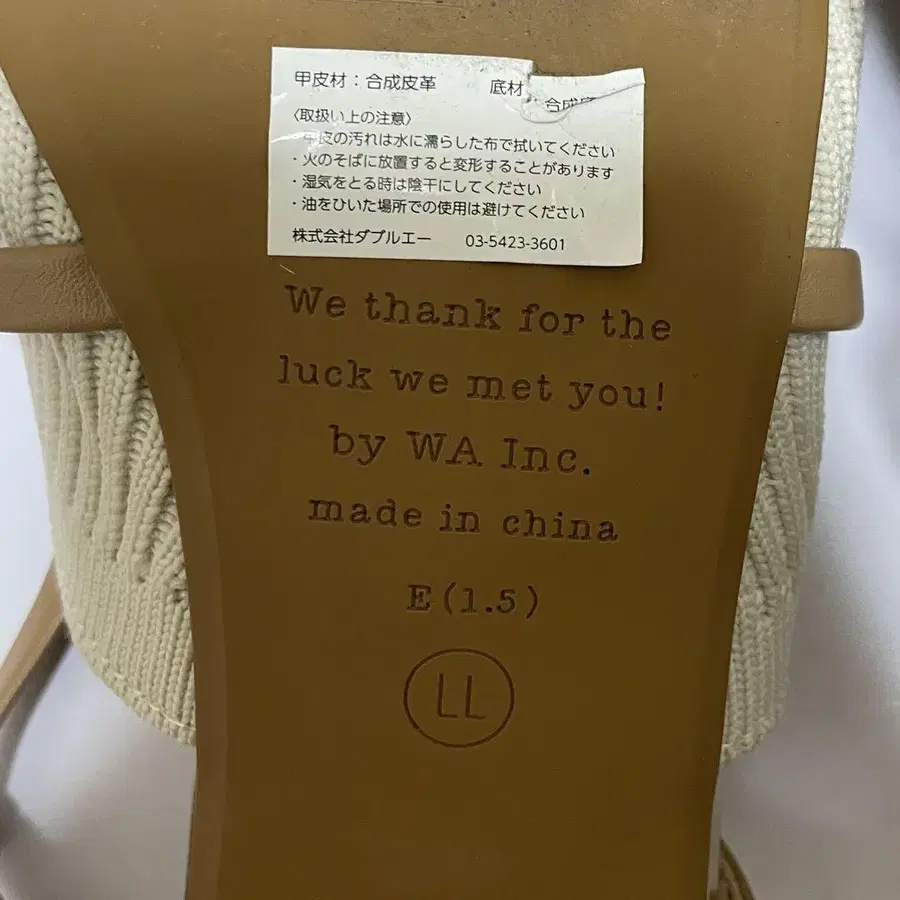 甲皮材：合成皮革　底材
〈取扱い上の注意〉
皮の汚れは水に濡らした布で拭いてください
・火のそばに放置すると変形することがあります
・湿気をとる時は陰干にしてください
・油をひいた場所での使用は避けてください
株式会社ダブルエー　03-5423-3601
We thank for the
luck we met you!
by WA Inc.
made in china
E(1.5)
LL